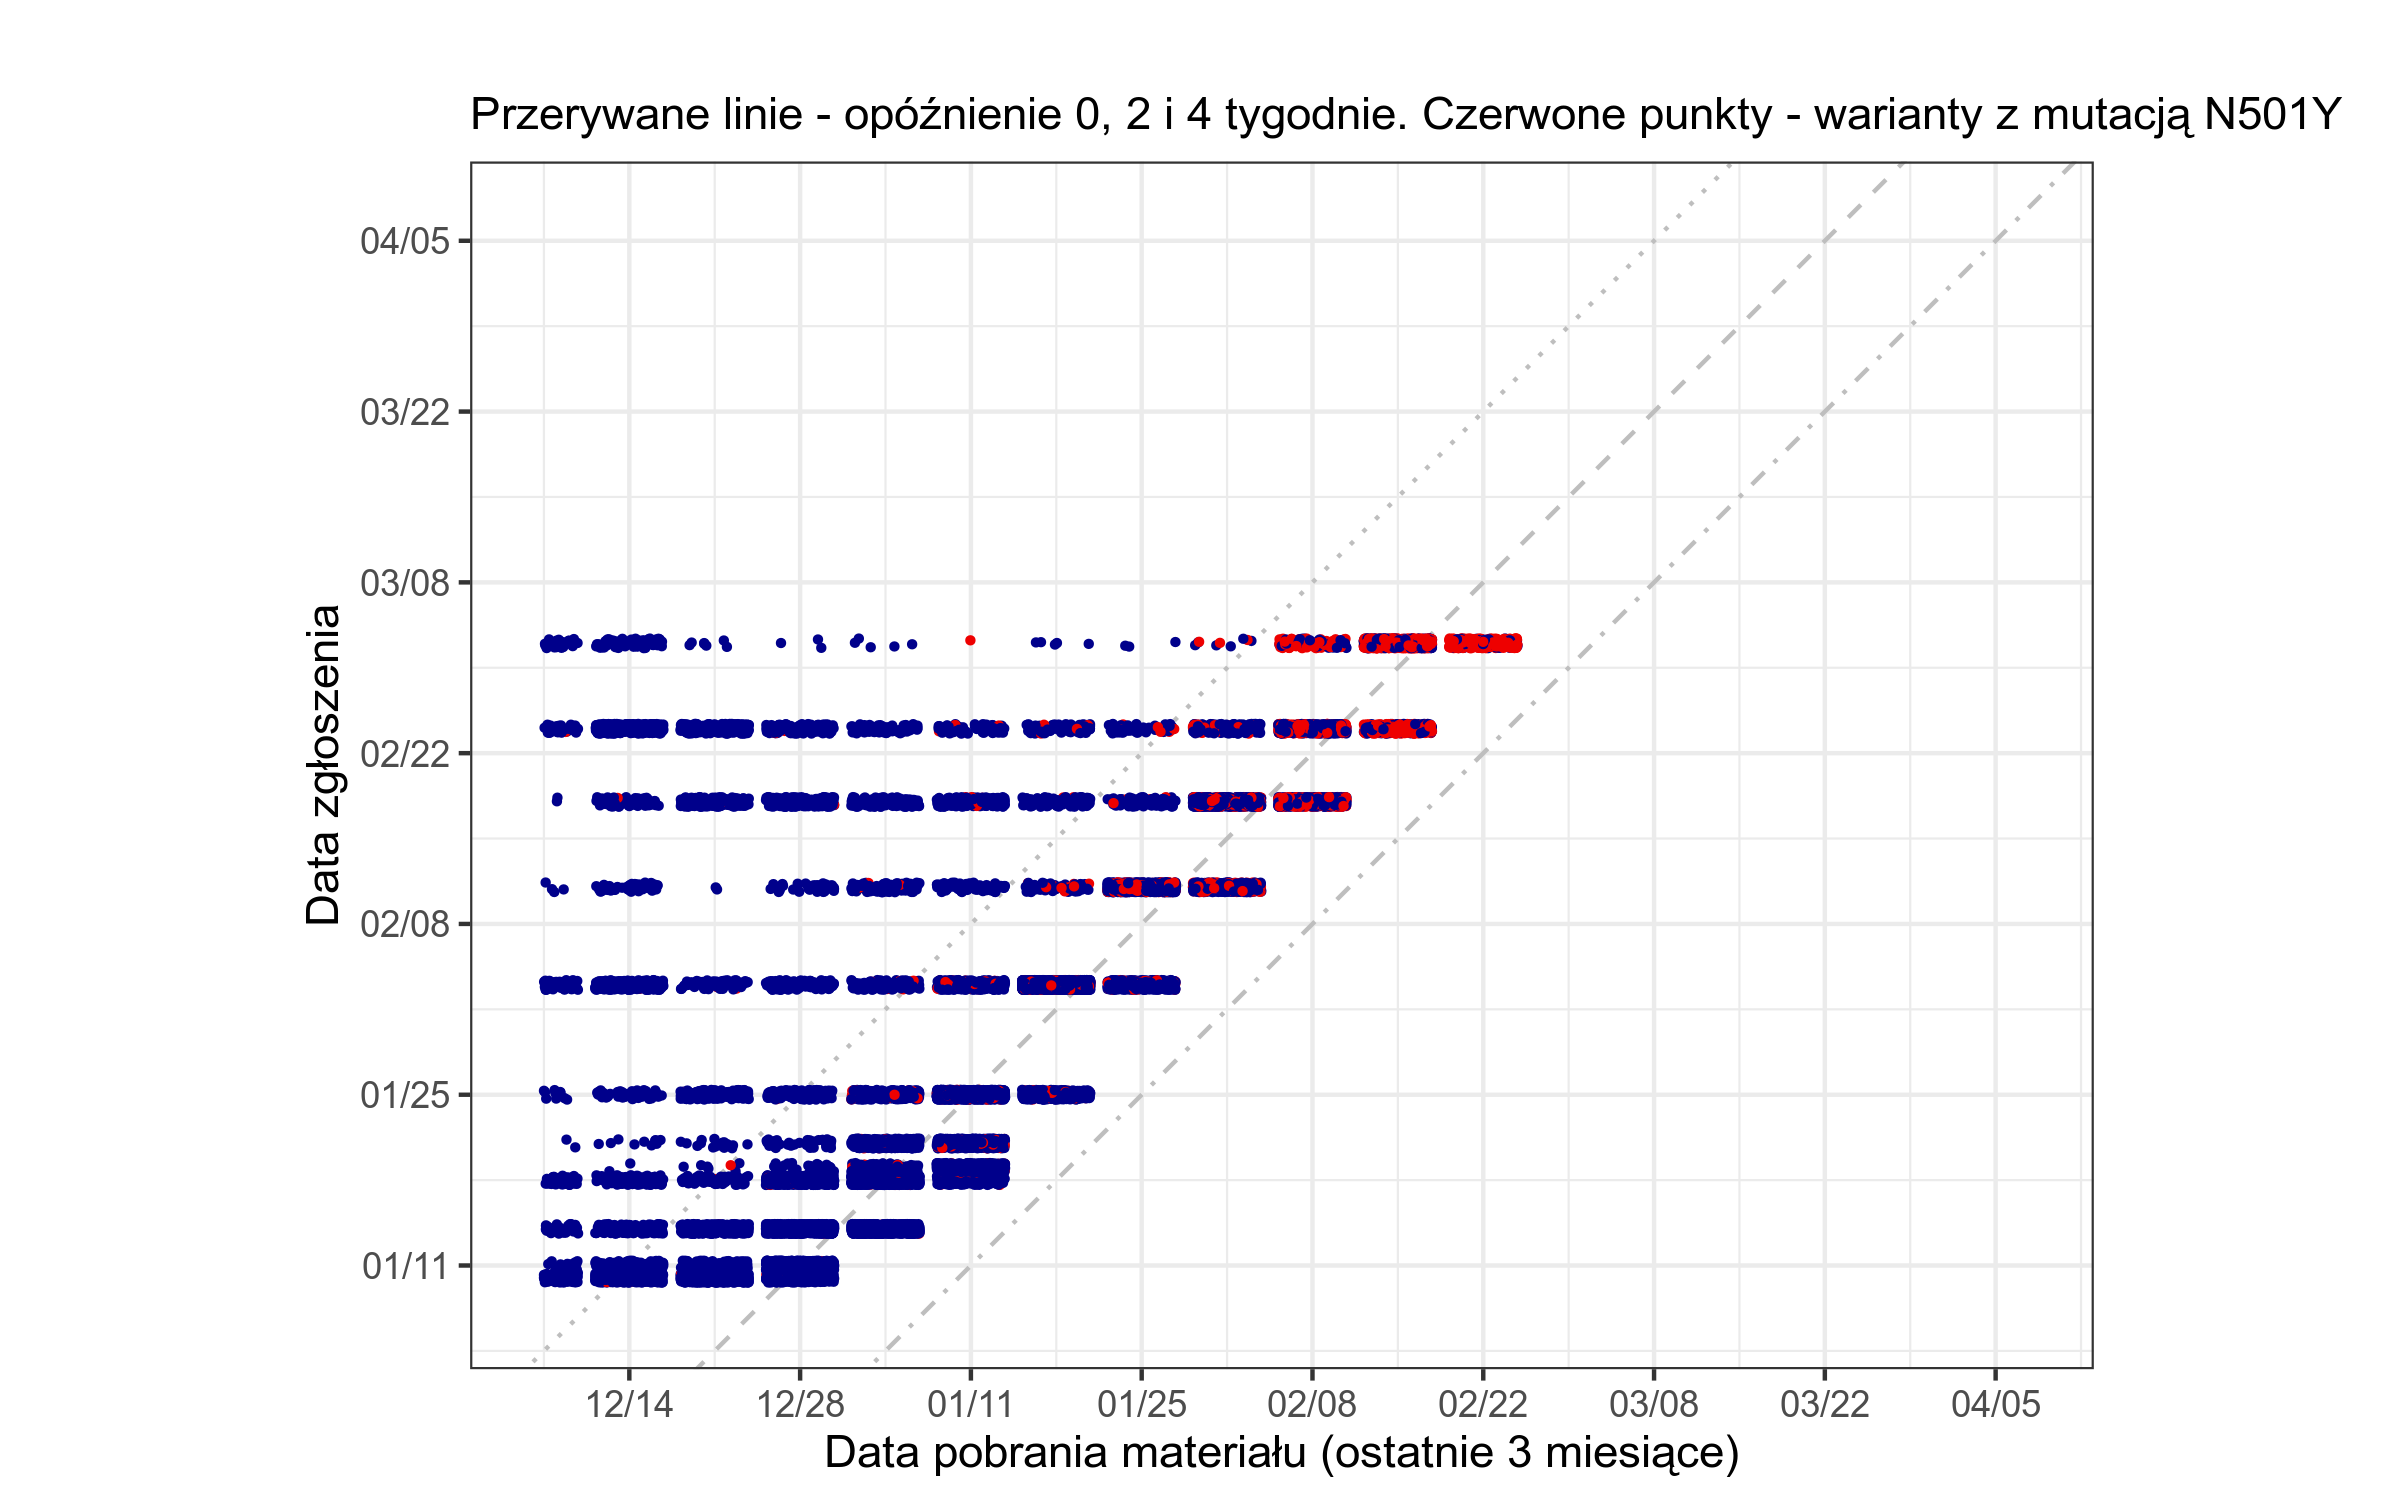 Przerywane linie - opóźnienie 0, 2 i 4 tygodnie. Czerwone punkty - warianty z mutacją N501Y
04/05
03/22
03/08
02/22
02/08
01/25
01/11
Data zgłoszenia
12/14 12/28 01/11 01/25 02/08 02/22 03/08 03/22 04/05
Data pobrania materiału (ostatnie 3 miesiące)